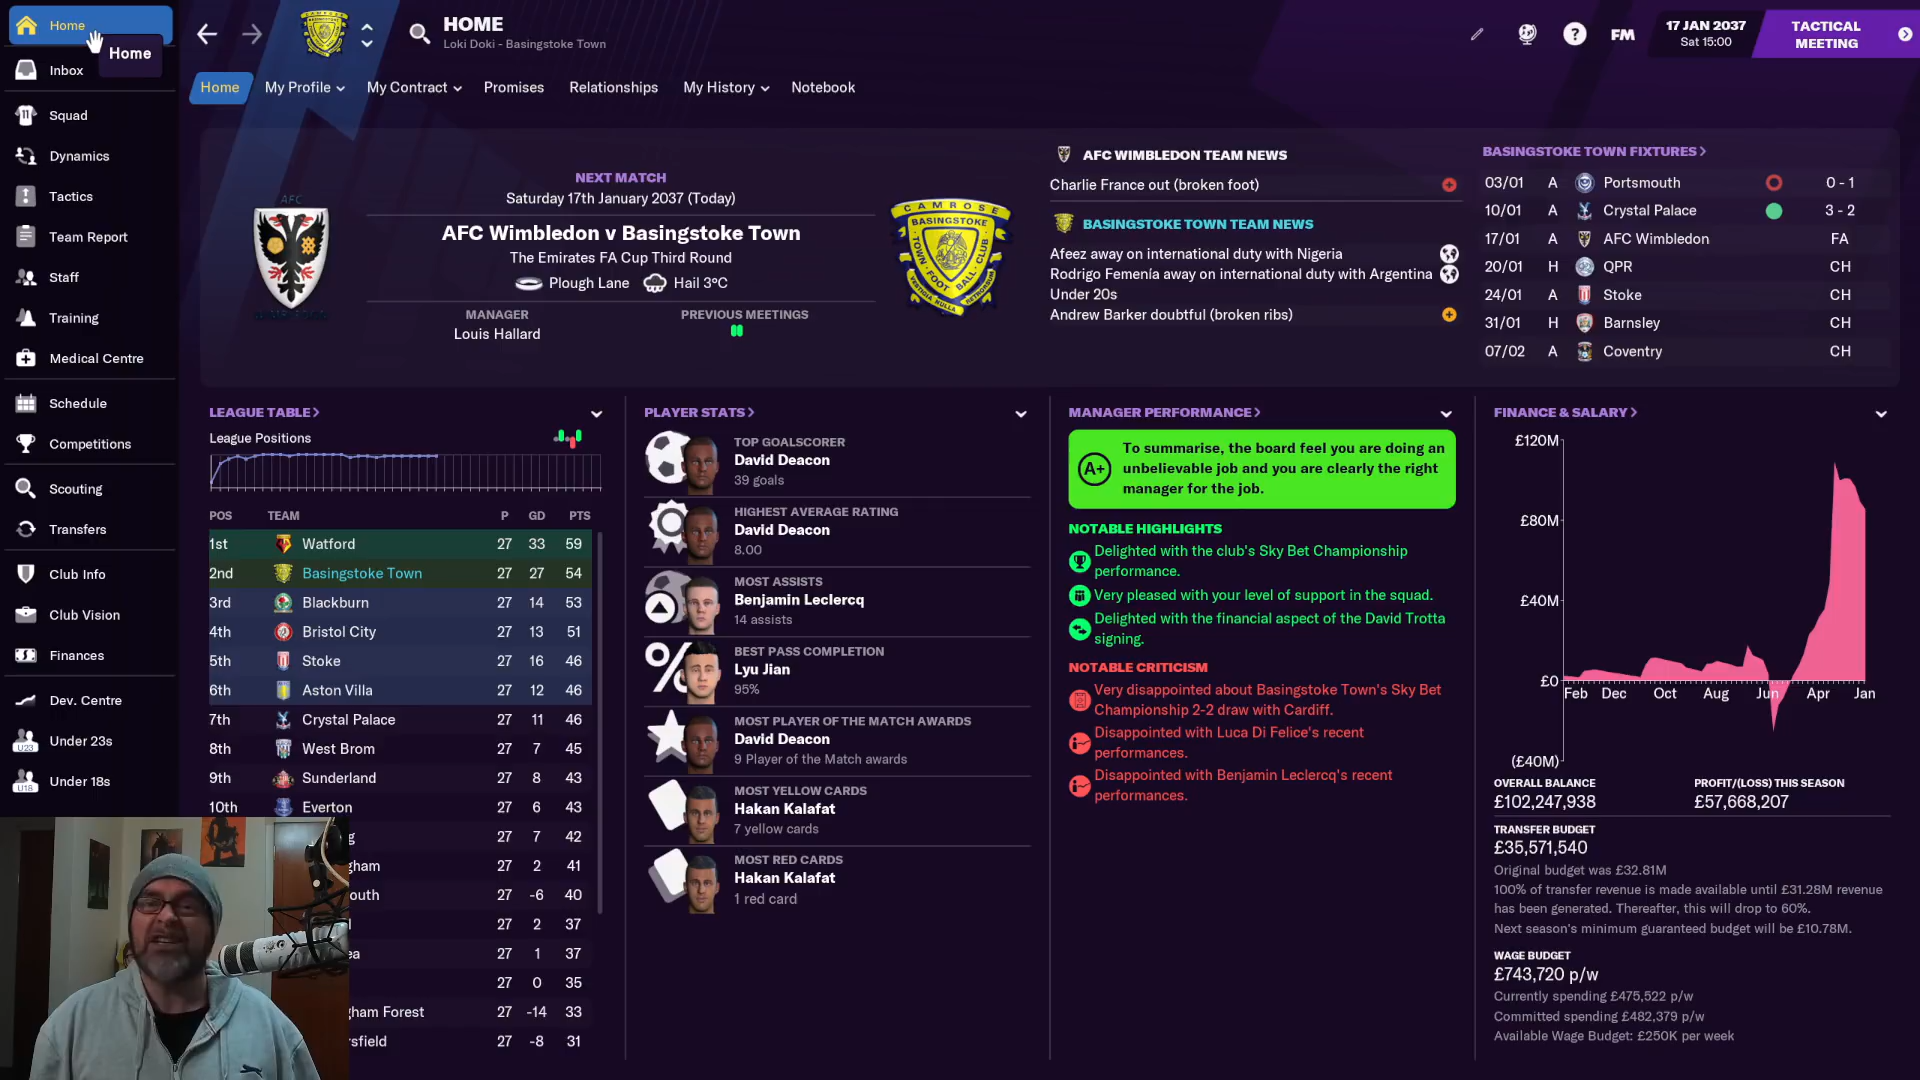 Home
Home
Inbox
Squad
Dynamics
Tactics
Team Report
Staff
Training
Medical Centre
Schedule
Competitions
Scouting
Transfers
Club Info
Club Vision
Finances
Dev. Centre
Under 23s
Under 18s
HOME
Loki Doki - Basingstoke Town
FM
17 JAN 2037
Sat 15:00
TACTICAL
MEETING
Home My Profile My Contract Promises Relationships My History Notebook
NEXT MATCH
Saturday 17th January 2037 (Today)
AFC Wimbledon v Basingstoke Town
The Emirates FA Cup Third Round
Plough Lane Hail 3°C
MANAGER
Louis Hallard
PREVIOUS MEETINGS
AFC
CAMROSE
BASINGSTOKE
TOWN FOOT BALL CLUB
AFC WIMBLEDON TEAM NEWS
Charlie France out (broken foot)
BASINGSTOKE TOWN TEAM NEWS
Afeez away on international duty with Nigeria
Rodrigo Femenía away on international duty with Argentina
Under 20s
Andrew Barker doubtful (broken ribs)
BASINGSTOKE TOWN FIXTURES
03/01 A Portsmouth 0 - 1
10/01 A Crystal Palace 3 - 2
17/01 A AFC Wimbledon FA
20/01 H QPR CH
24/01 A Stoke CH
31/01 H Barnsley CH
07/02 A Coventry CH
LEAGUE TABLE
League Positions
POS TEAM P GD PTS
1st Watford 27 33 59
2nd Basingstoke Town 27 27 54
3rd Blackburn 27 14 53
4th Bristol City 27 13 51
5th Stoke 27 16 46
6th Aston Villa 27 12 46
7th Crystal Palace 27 11 46
8th West Brom 27 7 45
9th Sunderland 27 8 43
10th Everton 27 6 43
g 27 7 42
gham 27 2 41
outh 27 -6 40
l 27 2 37
ea 27 1 37
27 0 35
gham Forest 27 -14 33
rsfield 27 -8 31
PLAYER STATS
TOP GOALSCORER
David Deacon
39 goals
HIGHEST AVERAGE RATING
David Deacon
8.00
MOST ASSISTS
Benjamin Leclercq
14 assists
BEST PASS COMPLETION
Lyu Jian
95%
MOST PLAYER OF THE MATCH AWARDS
David Deacon
9 Player of the Match awards
MOST YELLOW CARDS
Hakan Kalafat
7 yellow cards
MOST RED CARDS
Hakan Kalafat
1 red card
MANAGER PERFORMANCE
A+
To summarise, the board feel you are doing an
unbelievable job and you are clearly the right
manager for the job.
NOTABLE HIGHLIGHTS
Delighted with the club's Sky Bet Championship
performance.
Very pleased with your level of support in the squad.
Delighted with the financial aspect of the David Trotta
signing.
NOTABLE CRITICISM
Very disappointed about Basingstoke Town's Sky Bet
Championship 2-2 draw with Cardiff.
Disappointed with Luca Di Felice's recent
performances.
Disappointed with Benjamin Leclercq's recent
performances.
FINANCE & SALARY
£120M
£80M
£40M
£0
Feb Dec Oct Aug Jun Apr Jan
(£40M)
OVERALL BALANCE
£102,247,938
PROFIT/(LOSS) THIS SEASON
£57,668,207
TRANSFER BUDGET
£35,571,540
Original budget was £32.81M
100% of transfer revenue is made available until £31.28M revenue
has been generated. Thereafter, this will drop to 60%.
Next season's minimum guaranteed budget will be £10.78M.
WAGE BUDGET
£743,720 p/w
Currently spending £475,522 p/w
Committed spending £482,379 p/w
Available Wage Budget: £250K per week